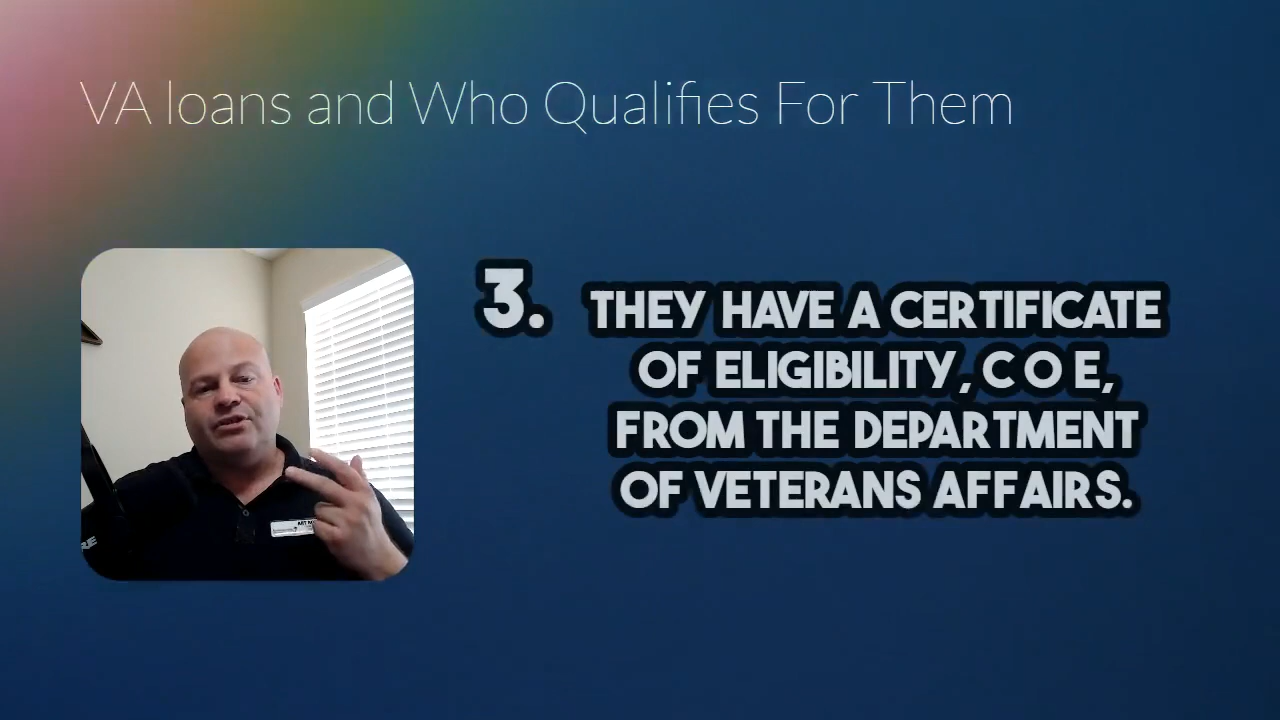 VA loans and Who Qualifies For Them
3. THEY HAVE A CERTIFICATE
OF ELIGIBILITY, C O E,
FROM THE DEPARTMENT
OF VETERANS AFFAIRS.